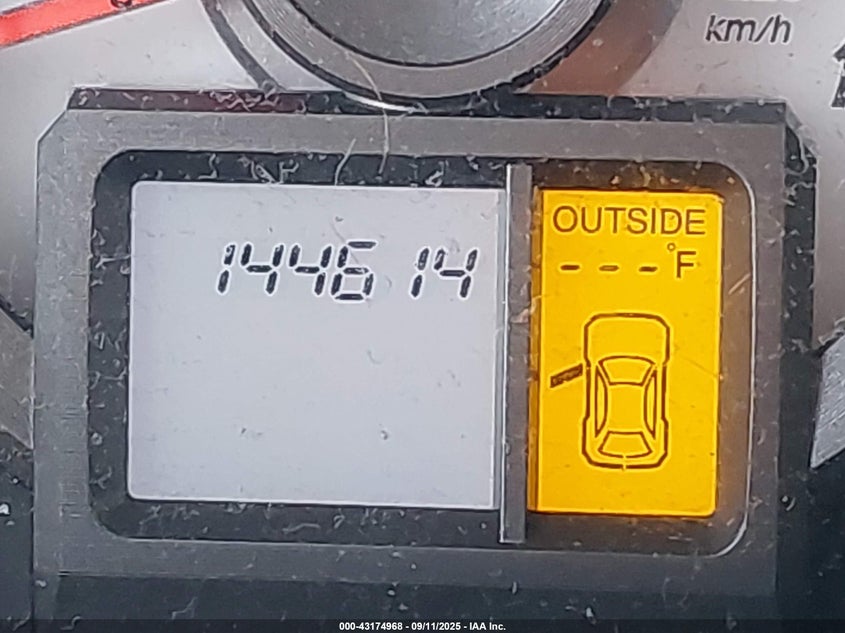 km/h
144614
OUTSIDE
---°F
000-43174968 - 09/11/2025 - IAA Inc.